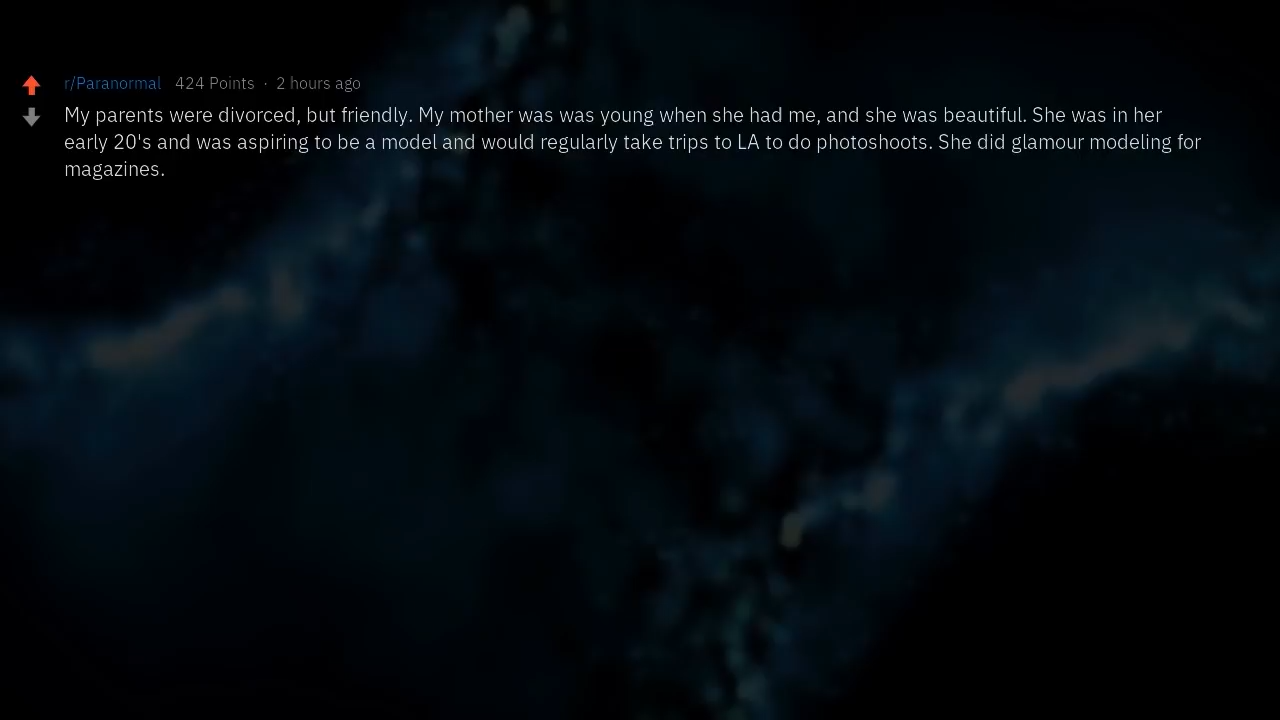 r/Paranormal 424 Points · 2 hours ago
My parents were divorced, but friendly. My mother was was young when she had me, and she was beautiful. She was in her
early 20's and was aspiring to be a model and would regularly take trips to LA to do photoshoots. She did glamour modeling for
magazines.